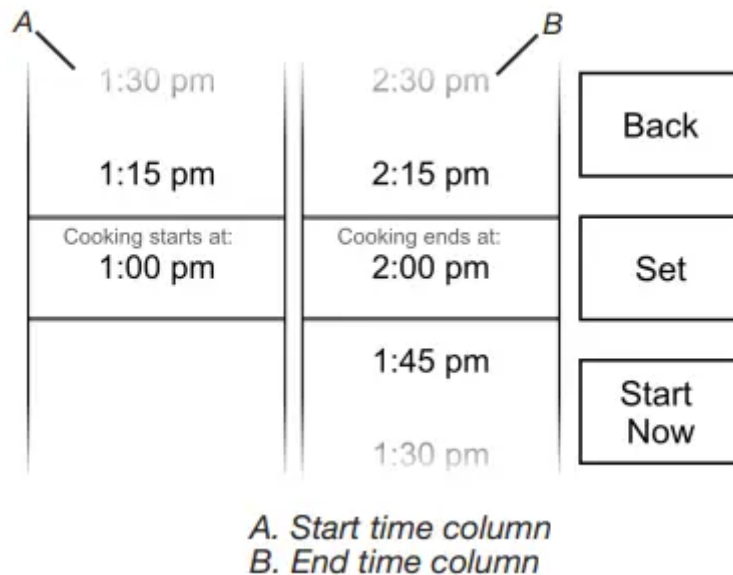 A
B
1:30 pm
2:30 pm
1:15 pm
2:15 pm
Cooking starts at:
1:00 pm
Cooking ends at:
2:00 pm
1:45 pm
1:30 pm
Back
Set
Start
Now
A. Start time column
B. End time column